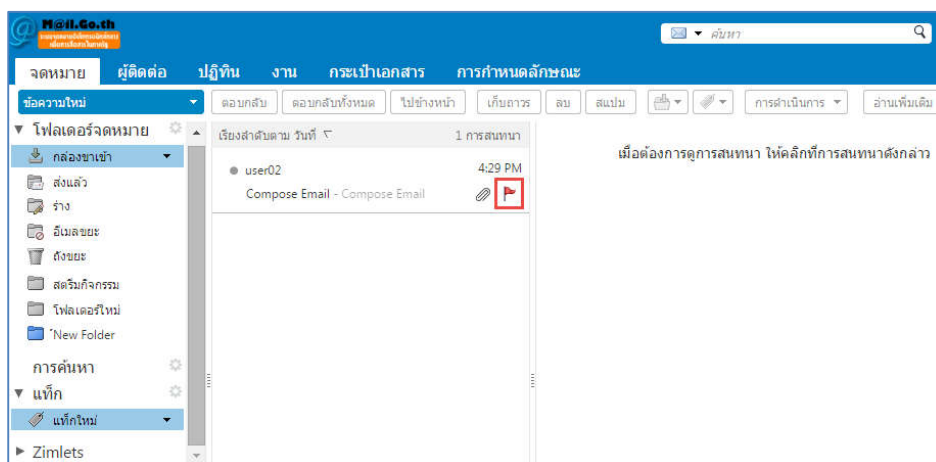 M@il.Go.th
ค้นหา
จดหมาย ผู้ติดต่อ ปฏิทิน งาน กระเป๋าเอกสาร การกำหนดลักษณะ
ข้อความใหม่ ตอบกลับ ตอบกลับทั้งหมด ไปข้างหน้า เก็บถาวร ลบ สแปม การดำเนินการ อ่านเพิ่มเติม
โฟลเดอร์จดหมาย เรียงลำดับตาม วันที่ 1 การสนทนา
กล่องขาเข้า เมื่อต้องการดูการสนทนา ให้คลิกที่การสนทนาดังกล่าว
user02 4:29 PM
ส่งแล้ว
Compose Email - Compose Email
ร่าง
อีเมลขยะ
ถังขยะ
สตรีมกิจกรรม
โฟลเดอร์ใหม่
'New Folder
การค้นหา
แท็ก
แท็กใหม่
Zimlets